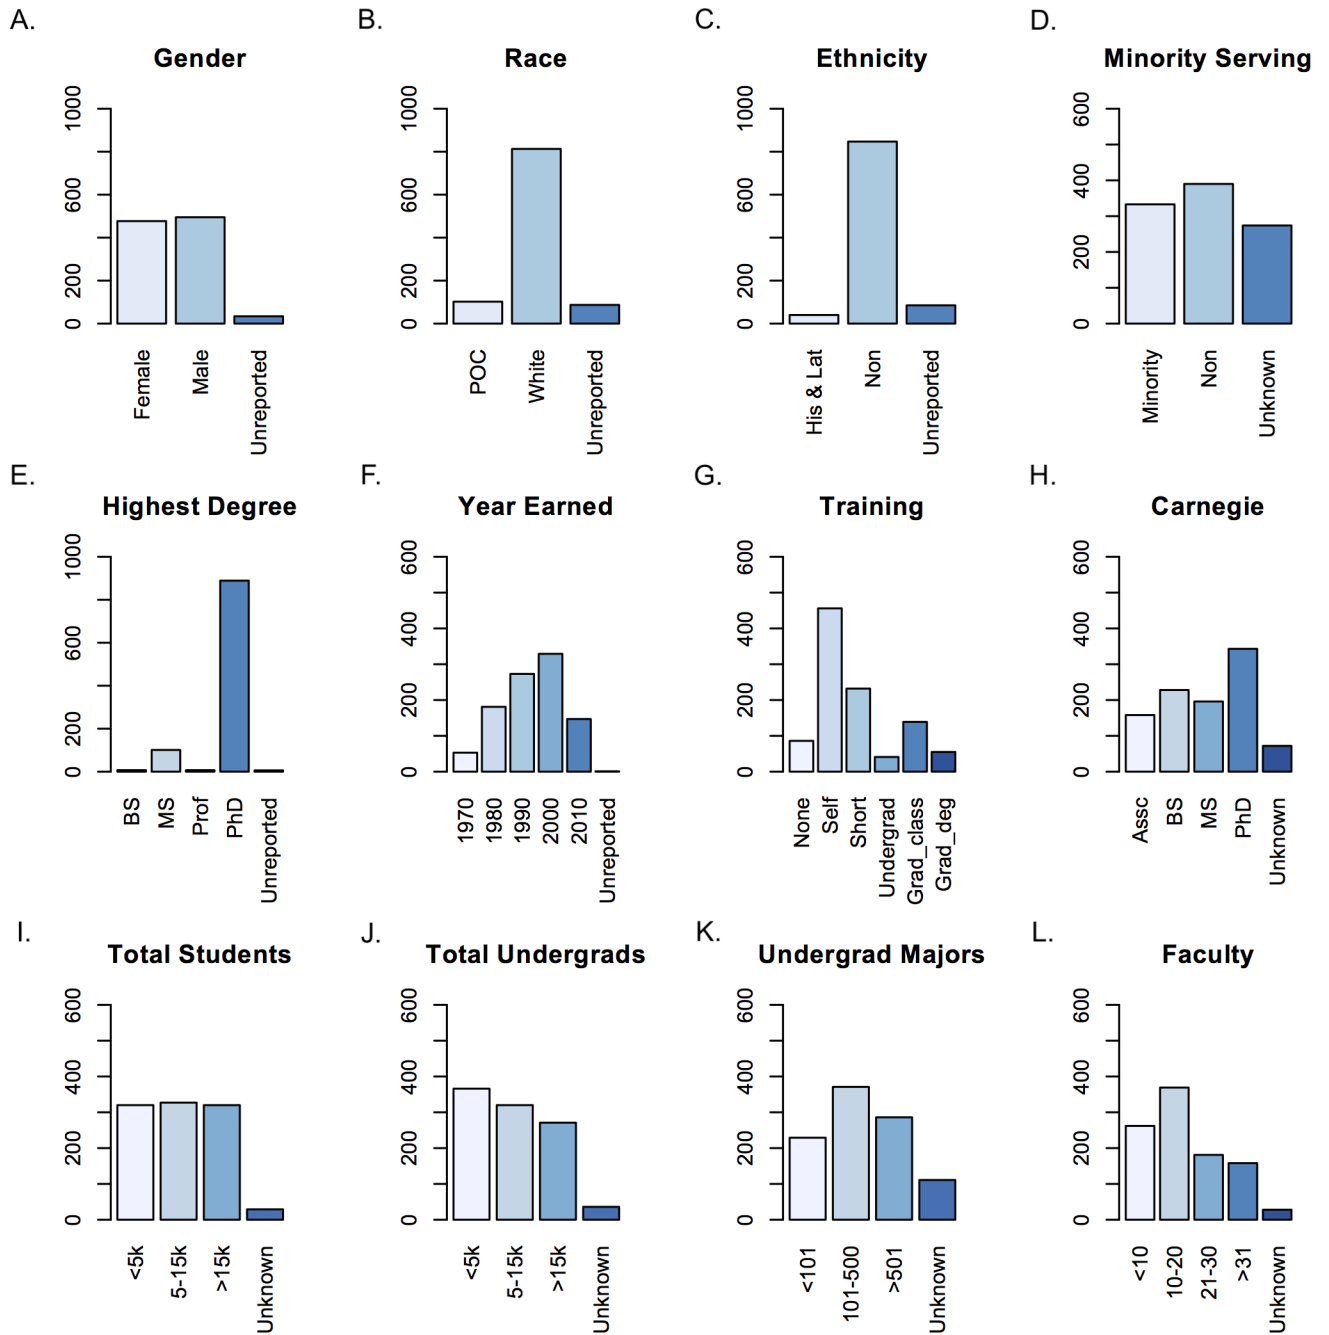 A.
Gender
1000
600
200
0
Female
Male
Unreported
B.
Race
1000
600
200
0
POC
White
Unreported
C.
Ethnicity
1000
600
200
0
His & Lat
Non
Unreported
D.
Minority Serving
600
400
200
0
Minority
Non
Unknown
E.
Highest Degree
1000
600
200
0
BS
MS
Prof
PhD
Unreported
F.
Year Earned
600
400
200
0
1970
1980
1990
2000
2010
Unreported
G.
Training
600
400
200
0
None
Self
Short
Undergrad
Grad_class
Grad_deg
H.
Carnegie
600
400
200
0
Assc
BS
MS
PhD
Unknown
I.
Total Students
600
400
200
0
<5k
5-15k
>15k
Unknown
J.
Total Undergrads
600
400
200
0
<5k
5-15k
>15k
Unknown
K.
Undergrad Majors
600
400
200
0
<101
101-500
>501
Unknown
L.
Faculty
600
400
200
0
<10
10-20
21-30
>31
Unknown